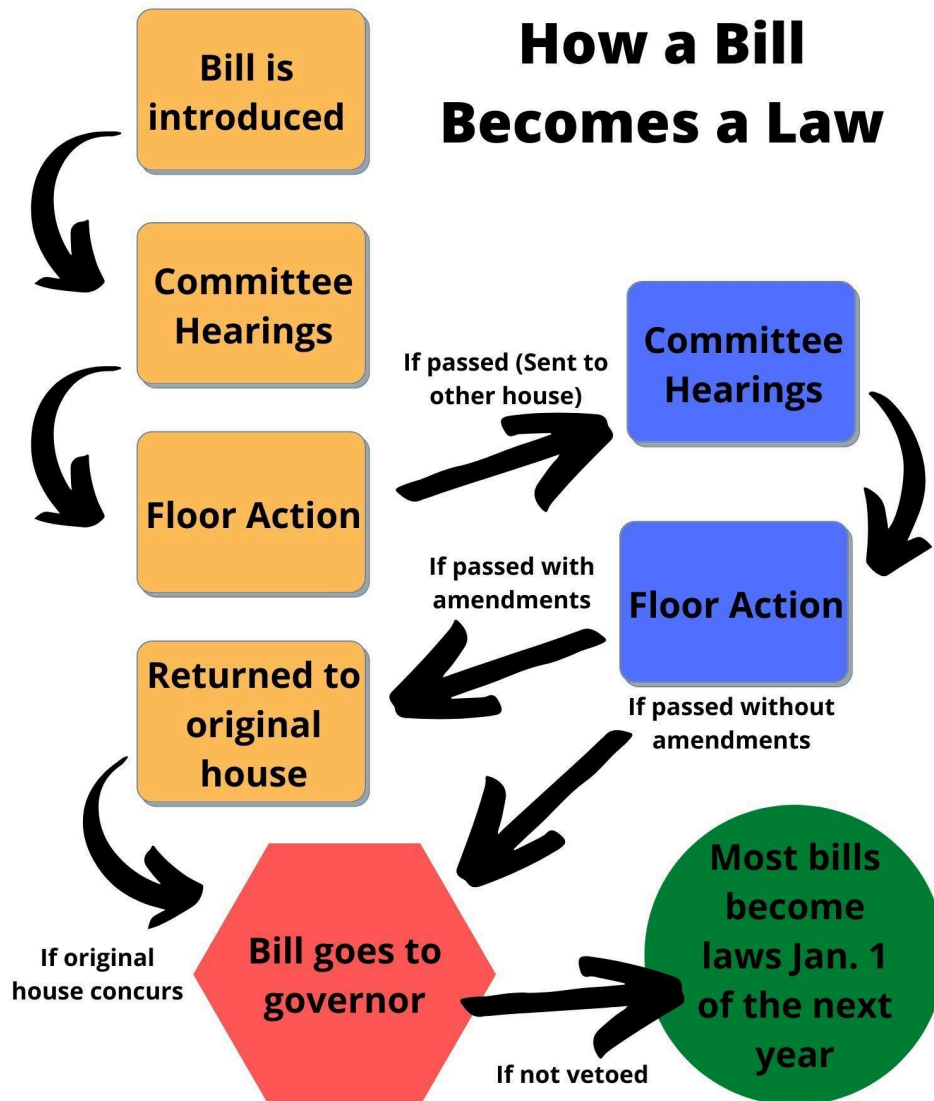 How a Bill
Becomes a Law
Bill is
introduced
Committee
Hearings
Floor Action
If passed (Sent to
other house)
Committee
Hearings
Floor Action
If passed with
amendments
Returned to
original
house
If passed without
amendments
If original
house concurs
Bill goes to
governor
If not vetoed
Most bills
become
laws Jan. 1
of the next
year